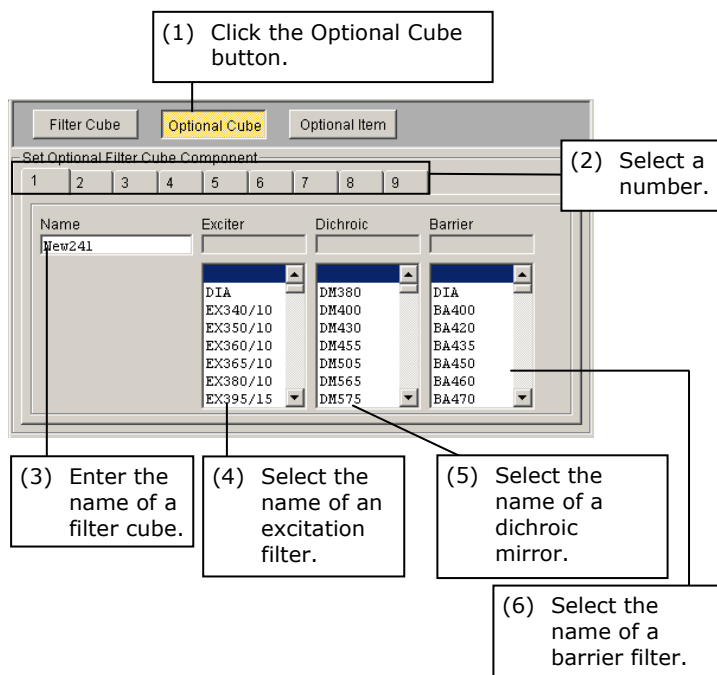 (1) Click the Optional Cube
button.
Filter Cube
Optional Cube
Optional Item
Set Optional Filter Cube Component
1 2 3 4 5 6 7 8 9
(2) Select a
number.
Name
New241
Exciter
DIA
EX340/10
EX350/10
EX360/10
EX365/10
EX380/10
EX395/15
Dichroic
DM380
DM400
DM430
DM455
DM505
DM565
DM575
Barrier
DIA
BA400
BA420
BA435
BA450
BA460
BA470
(3) Enter the
name of a
filter cube.
(4) Select the
name of an
excitation
filter.
(5) Select the
name of a
dichroic
mirror.
(6) Select the
name of a
barrier filter.